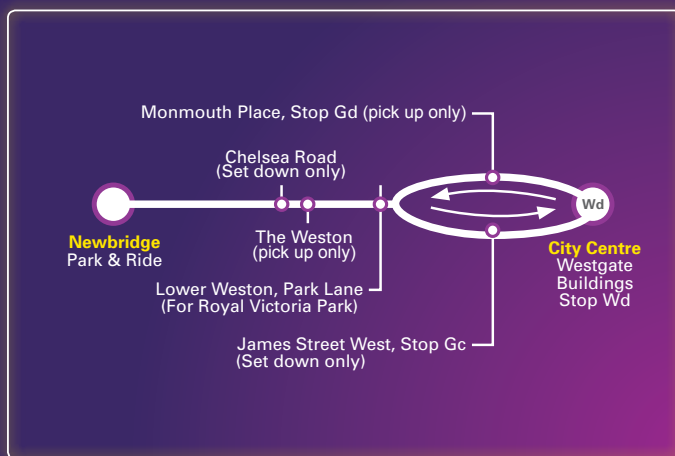 Monmouth Place, Stop Gd (pick up only)
Chelsea Road
(Set down only)
Wd
Newbridge
Park & Ride
The Weston
(pick up only)
City Centre
Westgate
Buildings
Stop Wd
Lower Weston, Park Lane
(For Royal Victoria Park)
James Street West, Stop Gc
(Set down only)